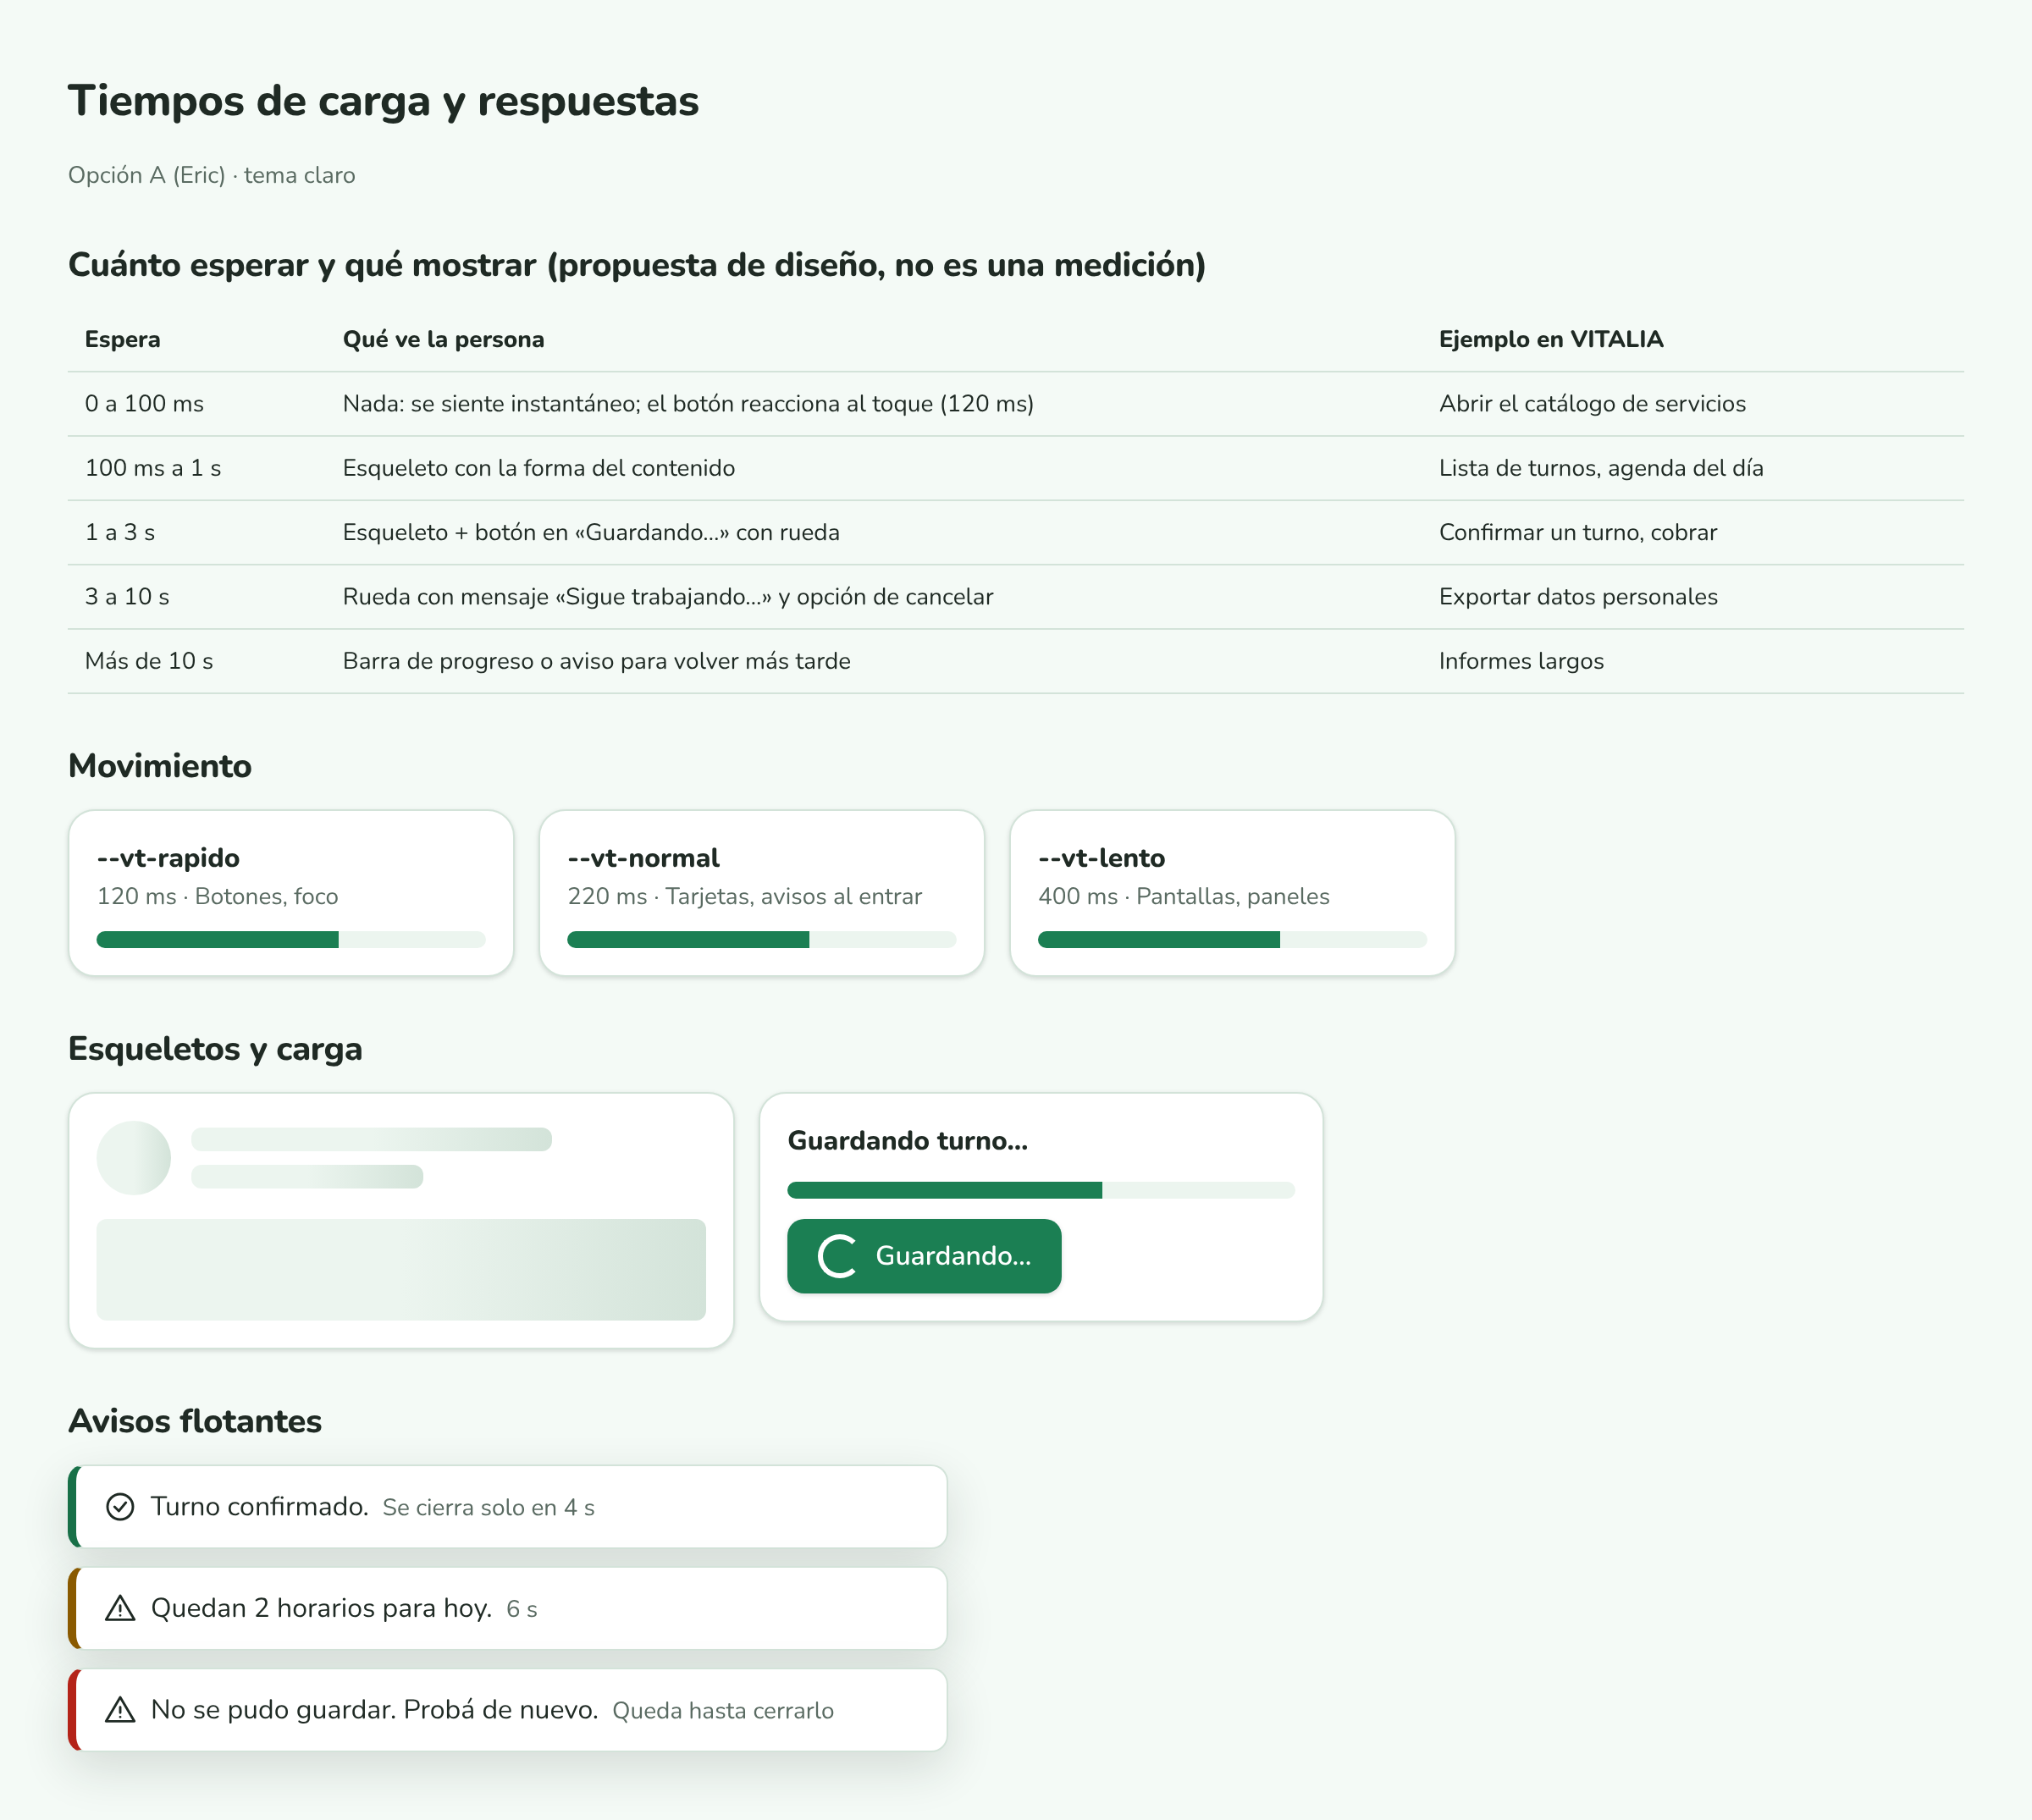 Tiempos de carga y respuestas
Opción A (Eric) · tema claro
Cuánto esperar y qué mostrar (propuesta de diseño, no es una medición)
Espera Qué ve la persona Ejemplo en VITALIA
0 a 100 ms Nada: se siente instantáneo; el botón reacciona al toque (120 ms) Abrir el catálogo de servicios
100 ms a 1 s Esqueleto con la forma del contenido Lista de turnos, agenda del día
1 a 3 s Esqueleto + botón en «Guardando…» con rueda Confirmar un turno, cobrar
3 a 10 s Rueda con mensaje «Sigue trabajando…» y opción de cancelar Exportar datos personales
Más de 10 s Barra de progreso o aviso para volver más tarde Informes largos
Movimiento
--vt-rapido
120 ms · Botones, foco
--vt-normal
220 ms · Tarjetas, avisos al entrar
--vt-lento
400 ms · Pantallas, paneles
Esqueletos y carga
Guardando turno…
Guardando…
Avisos flotantes
Turno confirmado. Se cierra solo en 4 s
Quedan 2 horarios para hoy. 6 s
No se pudo guardar. Probá de nuevo. Queda hasta cerrarlo